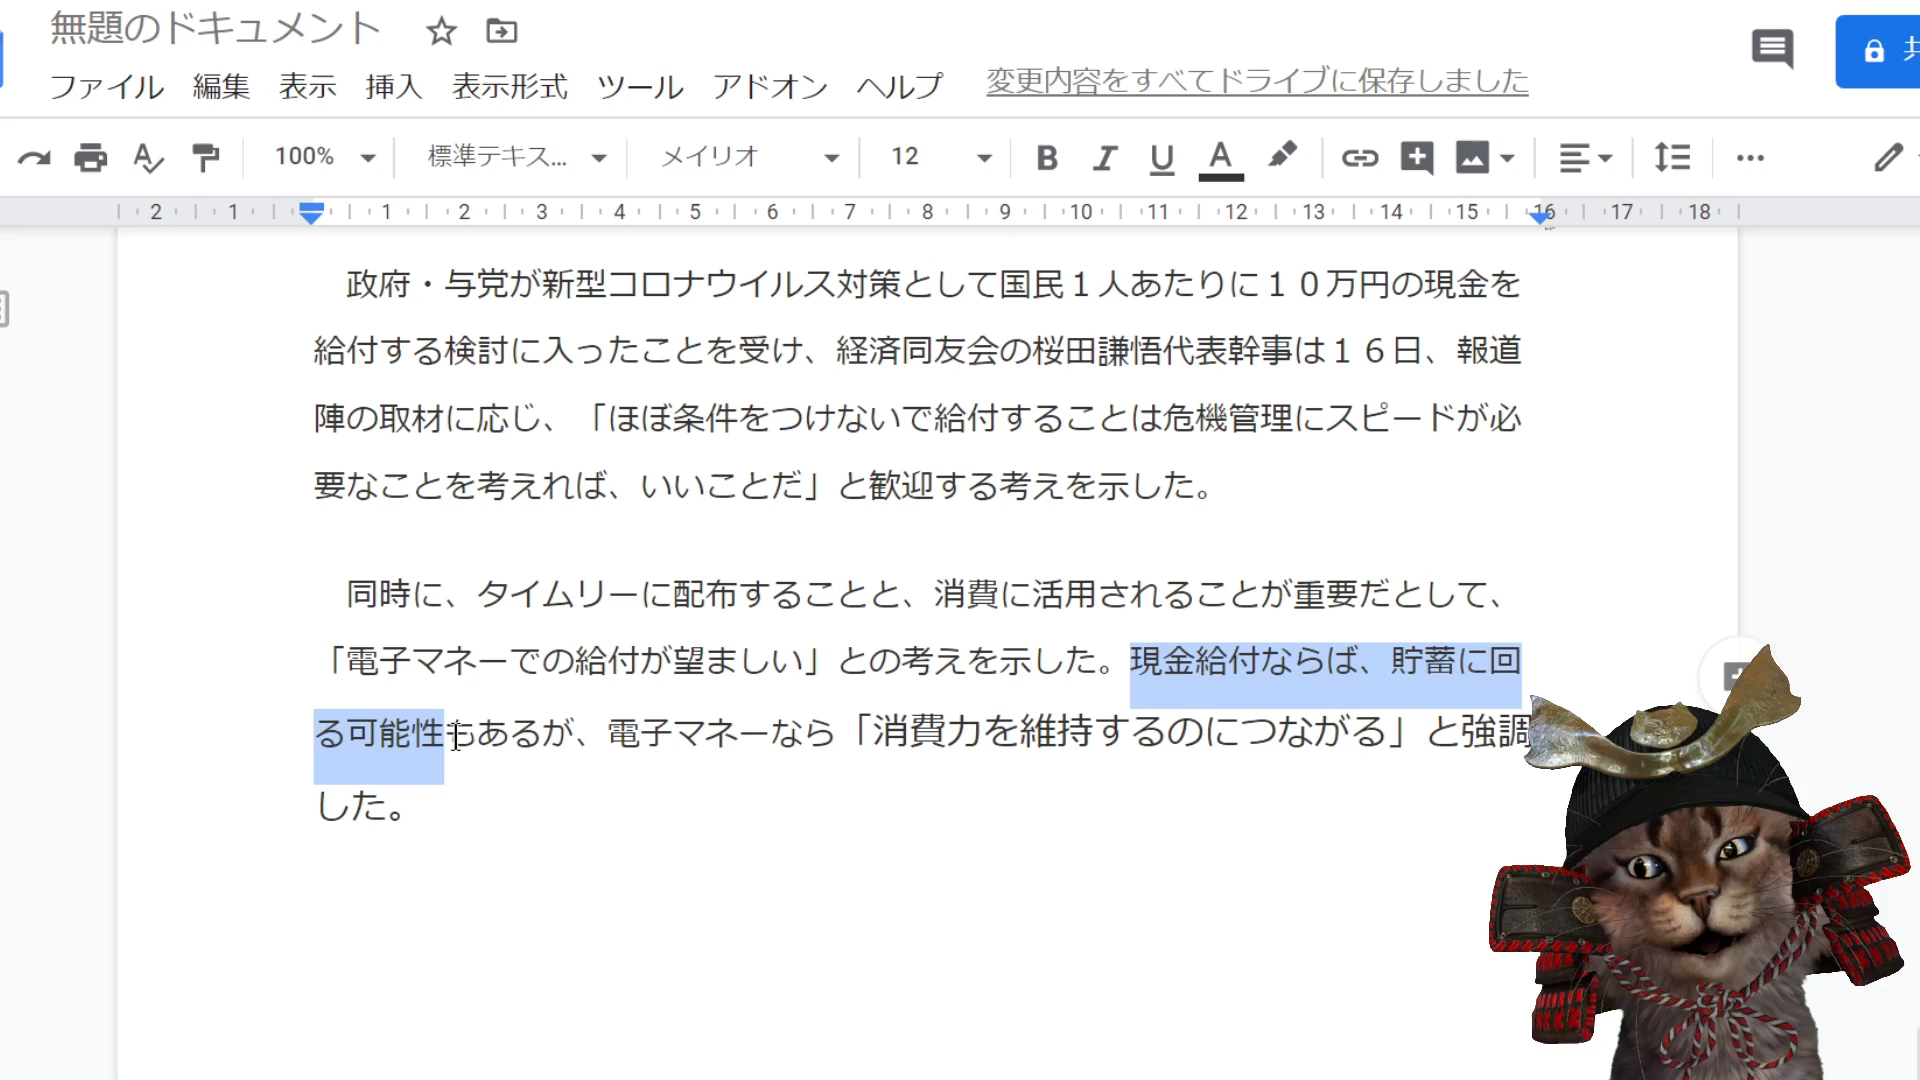 無題のドキュメント
ファイル 編集 表示 挿入 表示形式 ツール アドオン ヘルプ 変更内容をすべてドライブに保存しました
100% 標準テキス... メイリオ 12 B I U A
2 1 1 2 3 4 5 6 7 8 9 10 11 12 13 14 15 16 17 18
政府・与党が新型コロナウイルス対策として国民１人あたりに１０万円の現金を
給付する検討に入ったことを受け、経済同友会の桜田謙悟代表幹事は１６日、報道
陣の取材に応じ、「ほぼ条件をつけないで給付することは危機管理にスピードが必
要なことを考えれば、いいことだ」と歓迎する考えを示した。
同時に、タイムリーに配布することと、消費に活用されることが重要だとして、
「電子マネーでの給付が望ましい」との考えを示した。現金給付ならば、貯蓄に回
る可能性もあるが、電子マネーなら「消費力を維持するのにつながる」と強調
した。